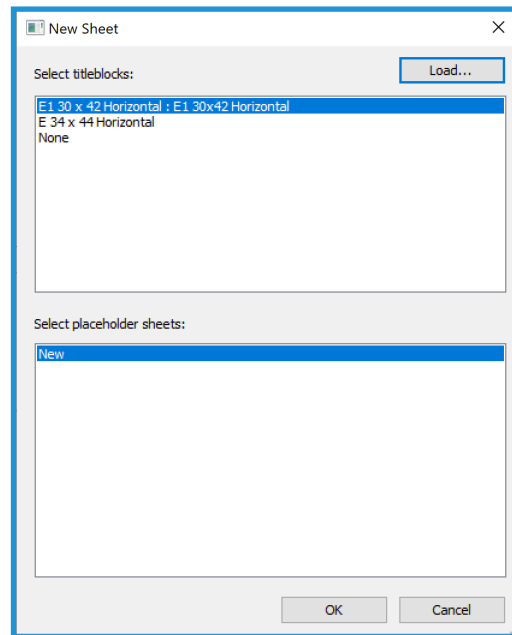 New Sheet
Select titleblocks:
Load...
E1 30 x 42 Horizontal : E1 30x42 Horizontal
E 34 x 44 Horizontal
None
Select placeholder sheets:
New
OK
Cancel